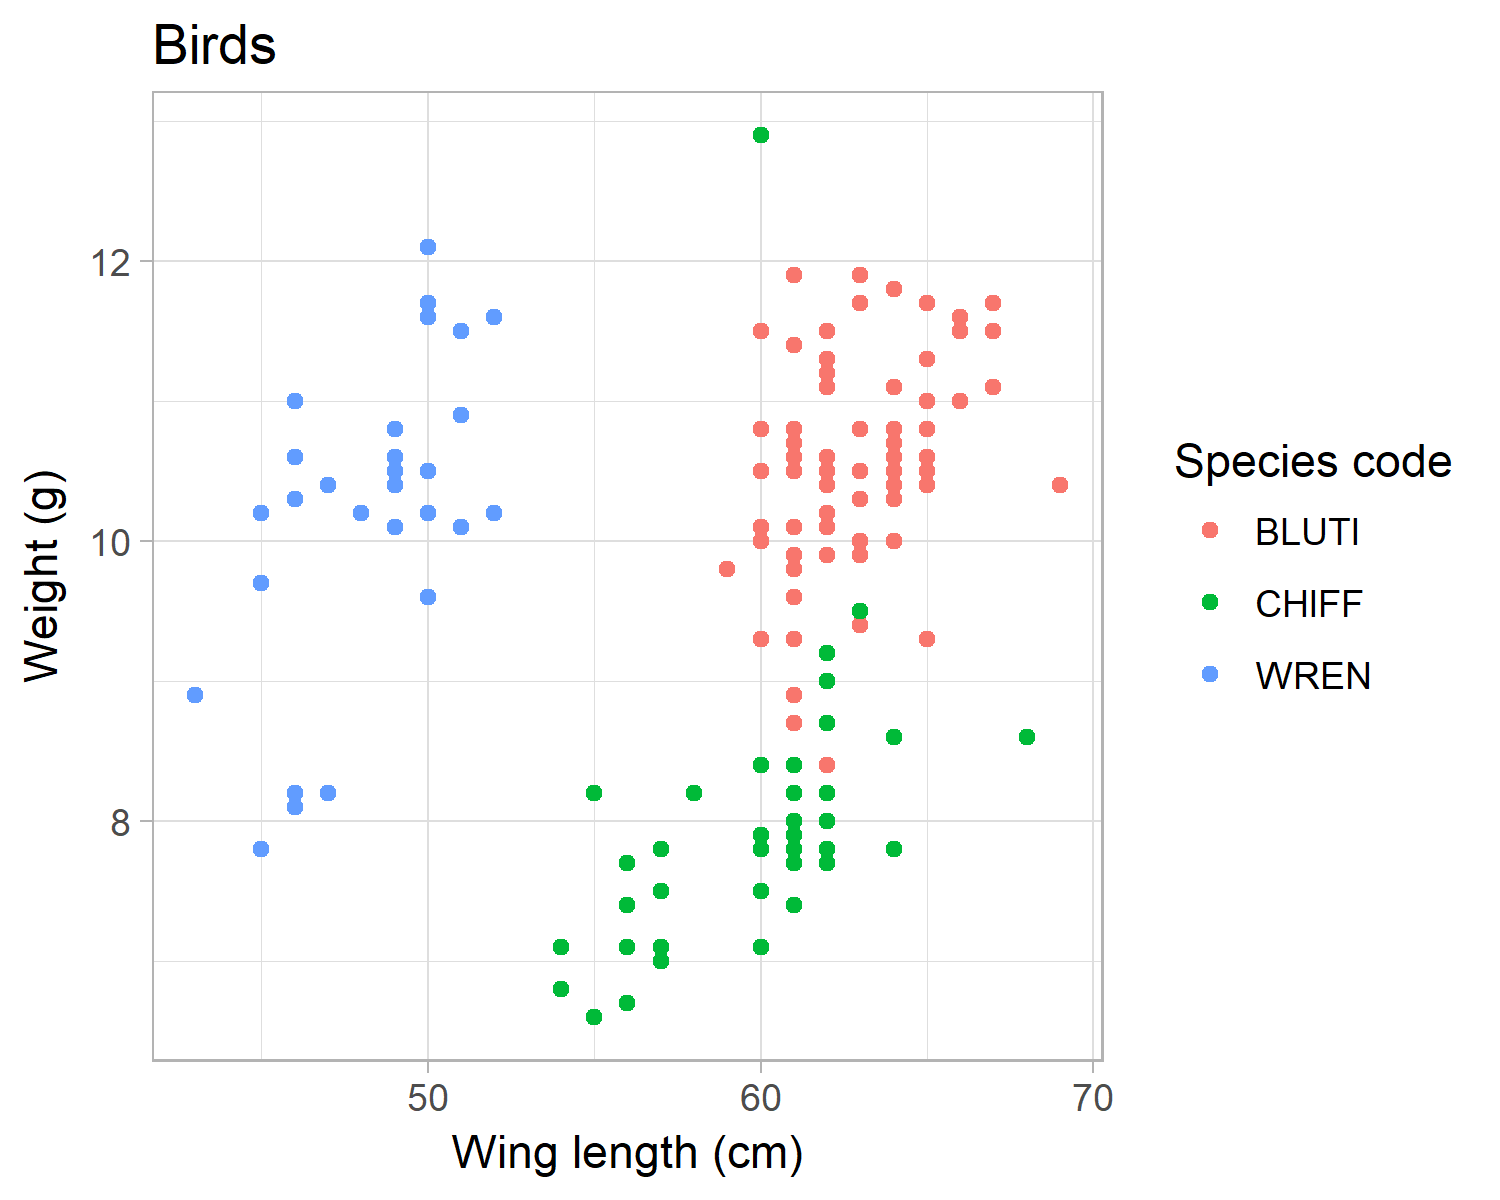 Birds
12
10
8
Weight (g)
50 60 70
Wing length (cm)
Species code
BLUTI
CHIFF
WREN